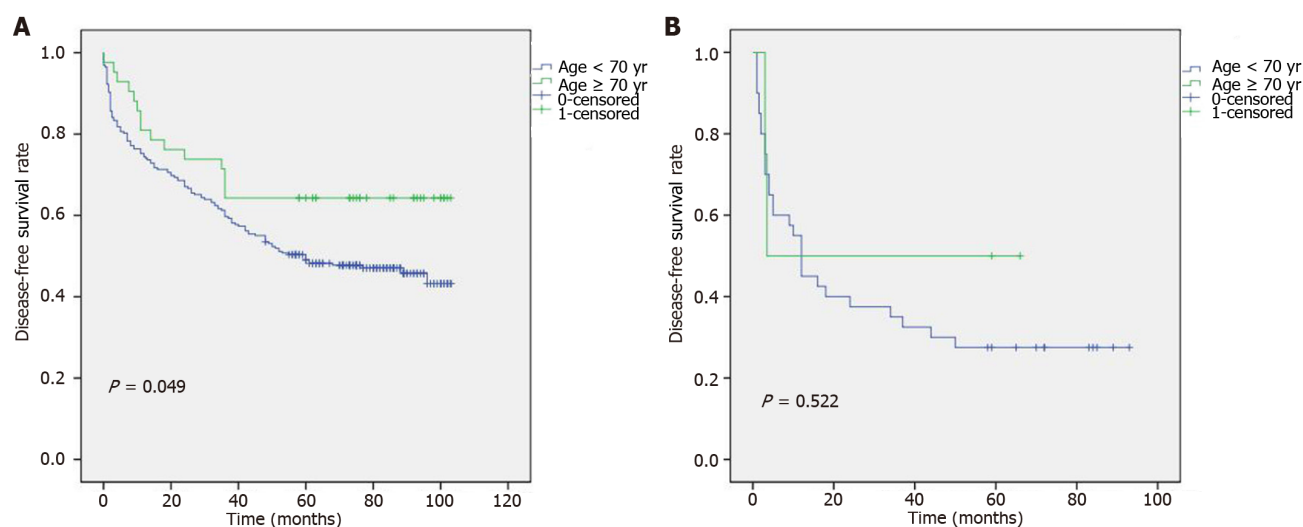 A
Disease-free survival rate
1.0
0.8
0.6
0.4
0.2
0.0
P = 0.049
0 20 40 60 80 100 120
Time (months)
Age < 70 yr
Age ≥ 70 yr
0-censored
1-censored
B
Disease-free survival rate
1.0
0.8
0.6
0.4
0.2
0.0
P = 0.522
0 20 40 60 80 100
Time (months)
Age < 70 yr
Age ≥ 70 yr
0-censored
1-censored